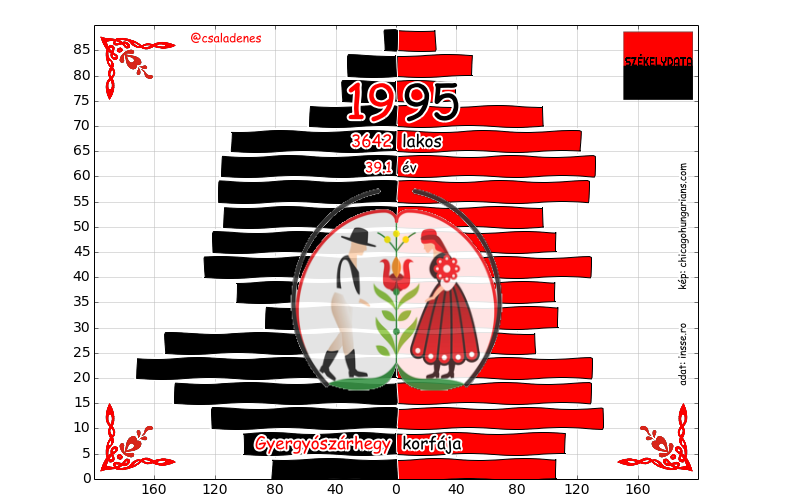 @csaladenes
SZÉKELYDATA
1995
3642 lakos
39.1 év
kép: chicagohungarians.com
adat: insse.ro
Gyergyószárhegy korfája
85
80
75
70
65
60
55
50
45
40
35
30
25
20
15
10
5
0
160 120 80 40 0 40 80 120 160